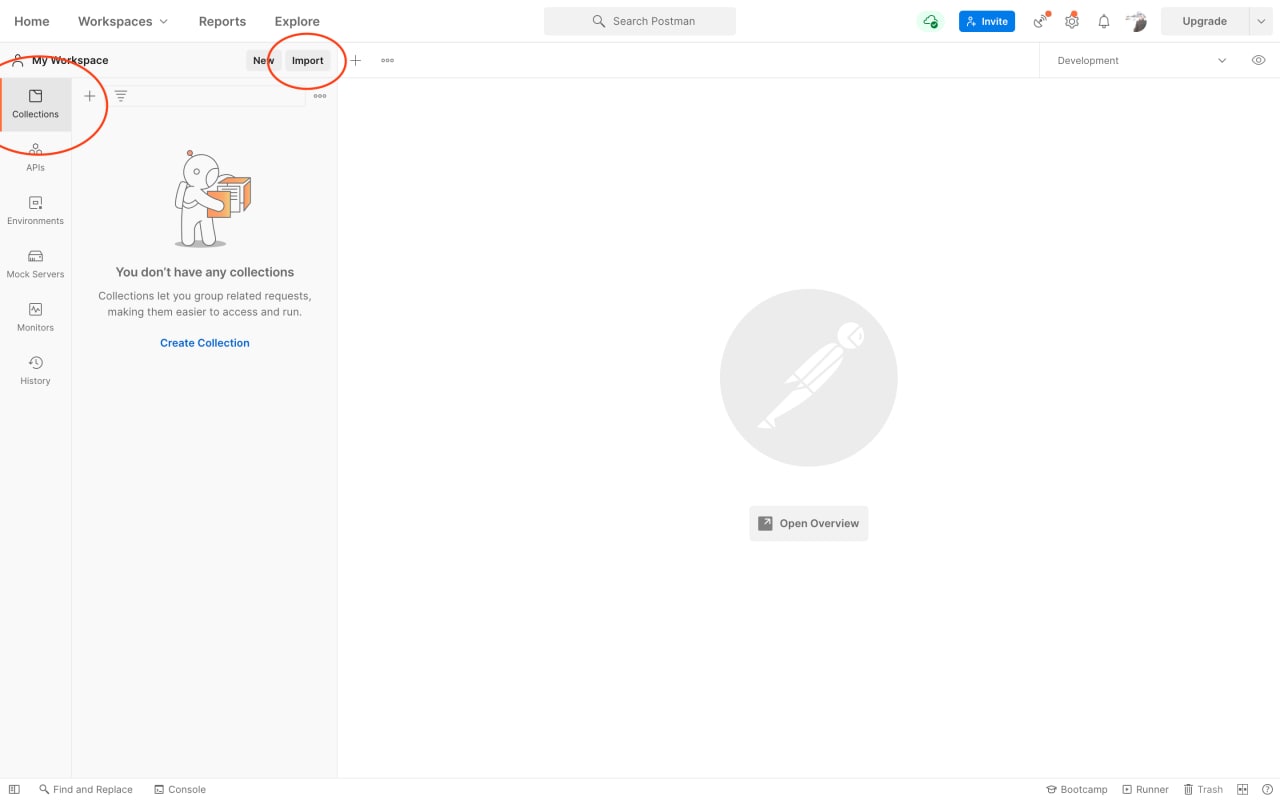 Home Workspaces Reports Explore Search Postman Invite Upgrade
My Workspace New Import Development
Collections
APIs
Environments
Mock Servers
Monitors
History
You don't have any collections
Collections let you group related requests,
making them easier to access and run.
Create Collection
Open Overview
Find and Replace Console Bootcamp Runner Trash